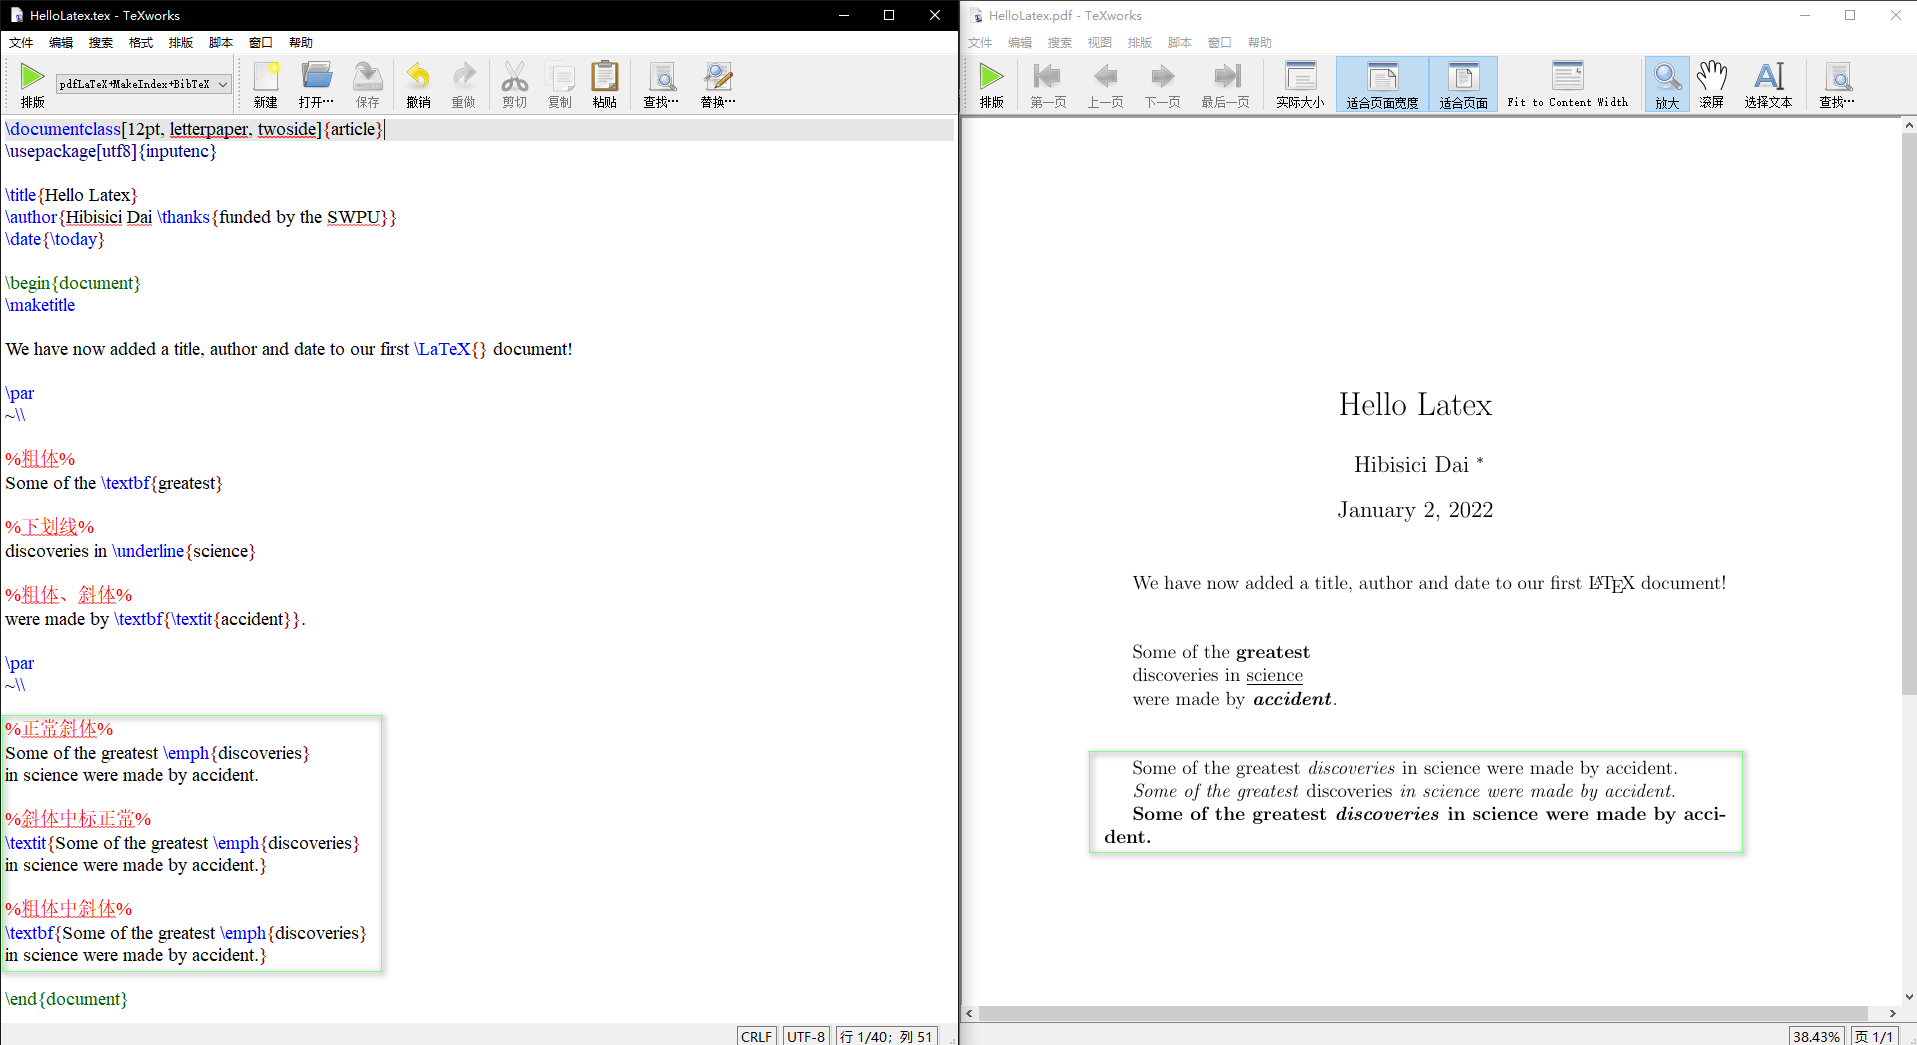 HelloLatex.tex - TeXworks
文件 编辑 搜索 格式 排版 脚本 窗口 帮助
排版 pdfLaTeX+MakeIndex+BibTeX 新建 打开… 保存 撤销 重做 剪切 复制 粘贴 查找… 替换…
\documentclass[12pt, letterpaper, twoside]{article}
\usepackage[utf8]{inputenc}
\title{Hello Latex}
\author{Hibisici Dai \thanks{funded by the SWPU}}
\date{\today}
\begin{document}
\maketitle
We have now added a title, author and date to our first \LaTeX{} document!
\par
~\\
%粗体%
Some of the \textbf{greatest}
%下划线%
discoveries in \underline{science}
%粗体、斜体%
were made by \textbf{\textit{accident}}.
\par
~\\
%正常斜体%
Some of the greatest \emph{discoveries}
in science were made by accident.
%斜体中标正常%
\textit{Some of the greatest \emph{discoveries}
in science were made by accident.}
%粗体中斜体%
\textbf{Some of the greatest \emph{discoveries}
in science were made by accident.}
\end{document}
CRLF UTF-8 行 1/40; 列 51
HelloLatex.pdf - TeXworks
文件 编辑 搜索 视图 排版 脚本 窗口 帮助
排版 第一页 上一页 下一页 最后一页 实际大小 适合页面宽度 适合页面 Fit to Content Width 放大 滚屏 选择文本 查找…
Hello Latex
Hibisici Dai *
January 2, 2022
We have now added a title, author and date to our first LATEX document!
Some of the greatest
discoveries in science
were made by accident.
Some of the greatest discoveries in science were made by accident.
Some of the greatest discoveries in science were made by accident.
Some of the greatest discoveries in science were made by acci-
dent.
38.43% 页 1/1